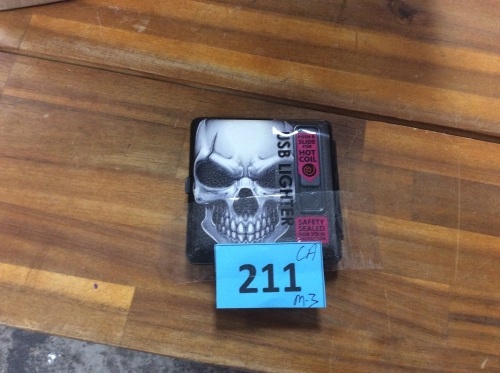 USB LIGHTER
SLIDE
FOR
HOT
COIL
SAFETY
SEALED
CA
211
M-3